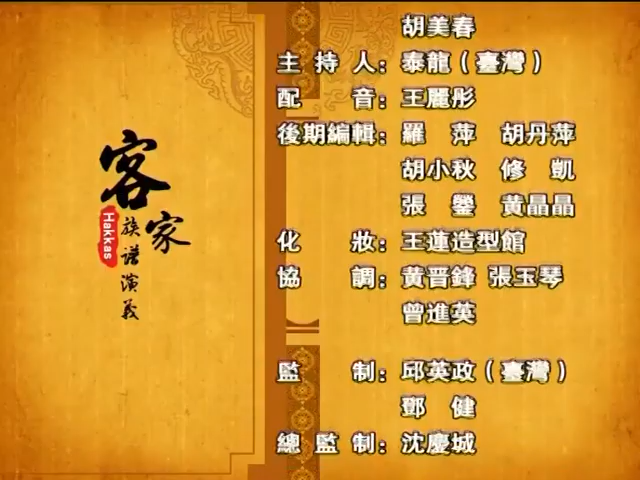 客家
族譜演義
Hakkas
胡美春
主持人：泰龍（臺灣）
配音：王麗彤
後期編輯：羅萍 胡丹萍
胡小秋 修凱
張鑾 黃晶晶
化妝：王蓮造型館
協調：黃晋鋒 張玉琴
曾進英
監制：邱英政（臺灣）
鄧健
總監制：沈慶城